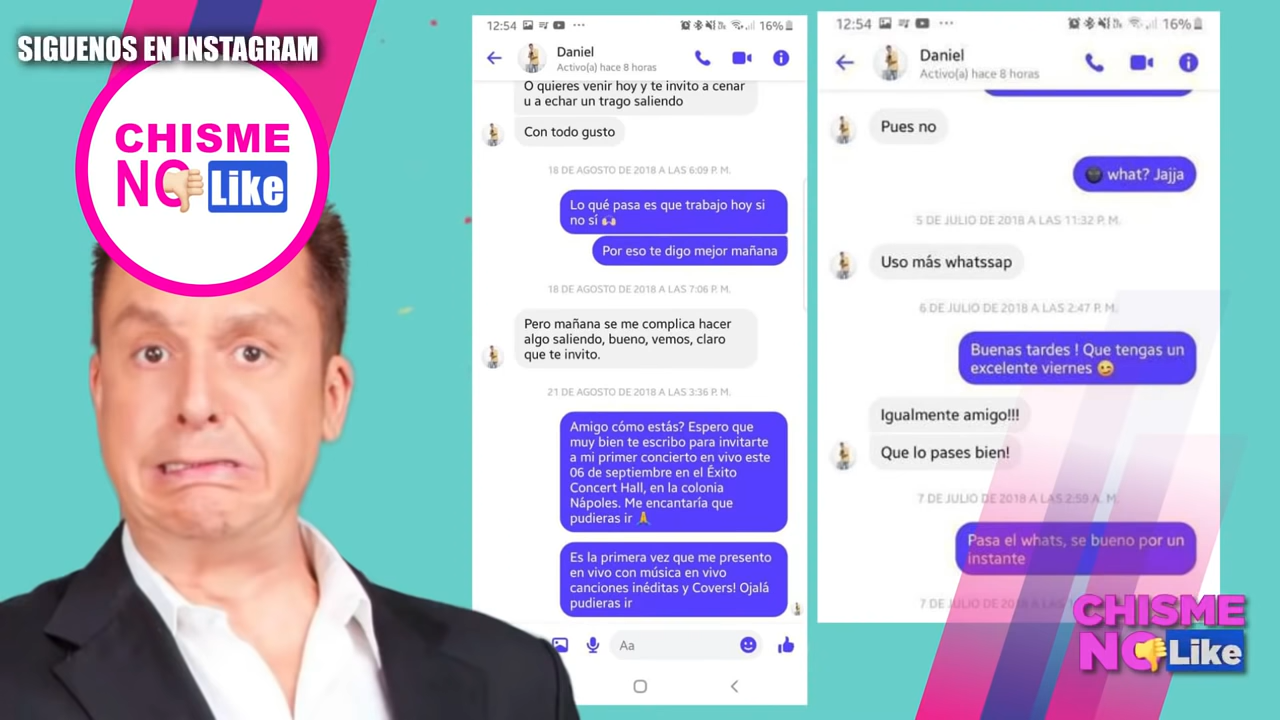 SIGUENOS EN INSTAGRAM
CHISME
NO Like
12:54
16%
Daniel
Activo(a) hace 8 horas
O quieres venir hoy y te invito a cenar
u a echar un trago saliendo
Con todo gusto
18 DE AGOSTO DE 2018 A LAS 6:09 P. M.
Lo qué pasa es que trabajo hoy si
no sí 🙌🏻
Por eso te digo mejor mañana
18 DE AGOSTO DE 2018 A LAS 7:06 P. M.
Pero mañana se me complica hacer
algo saliendo, bueno, vemos, claro
que te invito.
21 DE AGOSTO DE 2018 A LAS 3:36 P. M.
Amigo cómo estás? Espero que
muy bien te escribo para invitarte
a mi primer concierto en vivo este
06 de septiembre en el Éxito
Concert Hall, en la colonia
Nápoles. Me encantaría que
pudieras ir 🙏
Es la primera vez que me presento
en vivo con música en vivo
canciones inéditas y Covers! Ojalá
pudieras ir
Aa
12:54
16%
Daniel
Activo(a) hace 8 horas
Pues no
🌚 what? Jajja
5 DE JULIO DE 2018 A LAS 11:32 P. M.
Uso más whatssap
6 DE JULIO DE 2018 A LAS 2:47 P. M.
Buenas tardes ! Que tengas un
excelente viernes 😉
Igualmente amigo!!!
Que lo pases bien!
7 DE JULIO DE 2018 A LAS 2:59 A. M.
Pasa el whats, se bueno por un
instante
7 DE JULIO DE 2018 A LAS
CHISME
NO Like